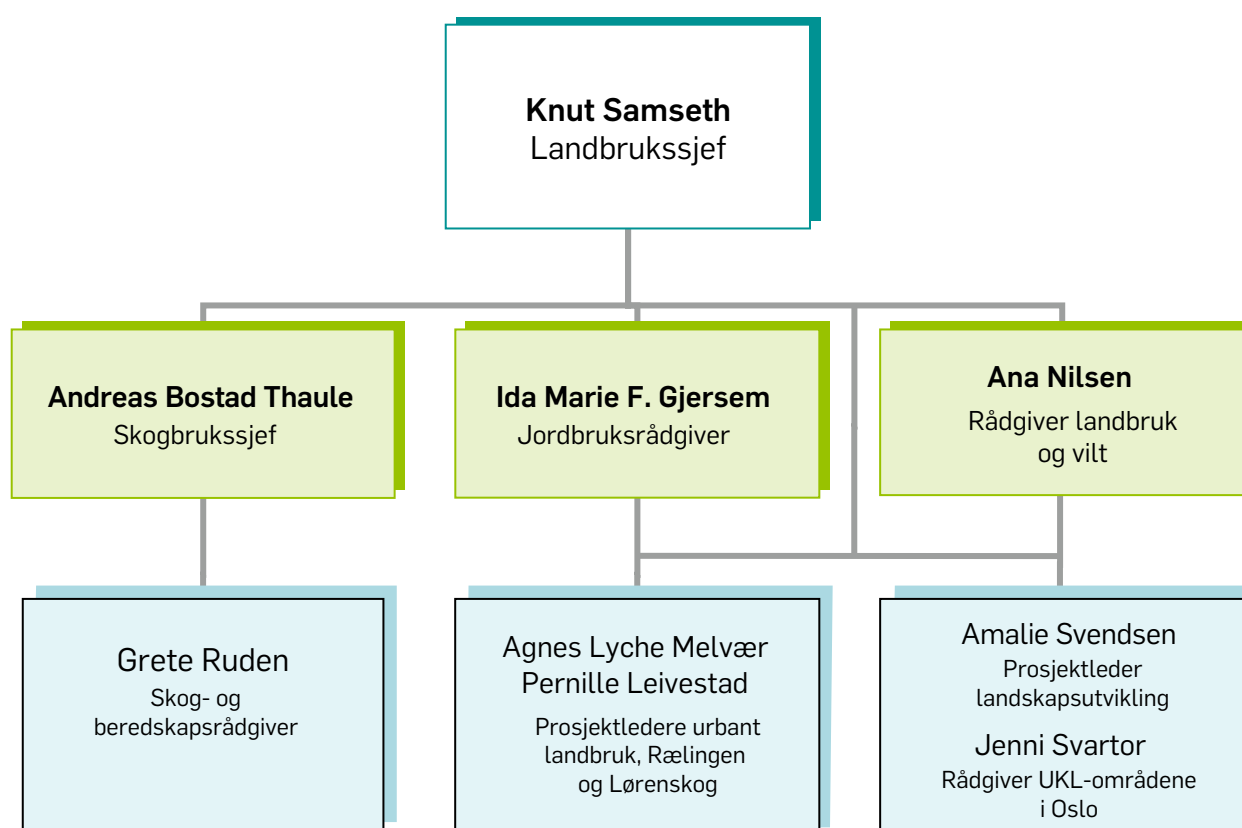 Knut Samseth
Landbrukssjef
Andreas Bostad Thaule
Skogbrukssjef
Ida Marie F. Gjersem
Jordbruksrådgiver
Ana Nilsen
Rådgiver landbruk
og vilt
Grete Ruden
Skog- og
beredskapsrådgiver
Agnes Lyche Melvær
Pernille Leivestad
Prosjektledere urbant
landbruk, Rælingen
og Lørenskog
Amalie Svendsen
Prosjektleder
landskapsutvikling
Jenni Svartor
Rådgiver UKL-områdene
i Oslo